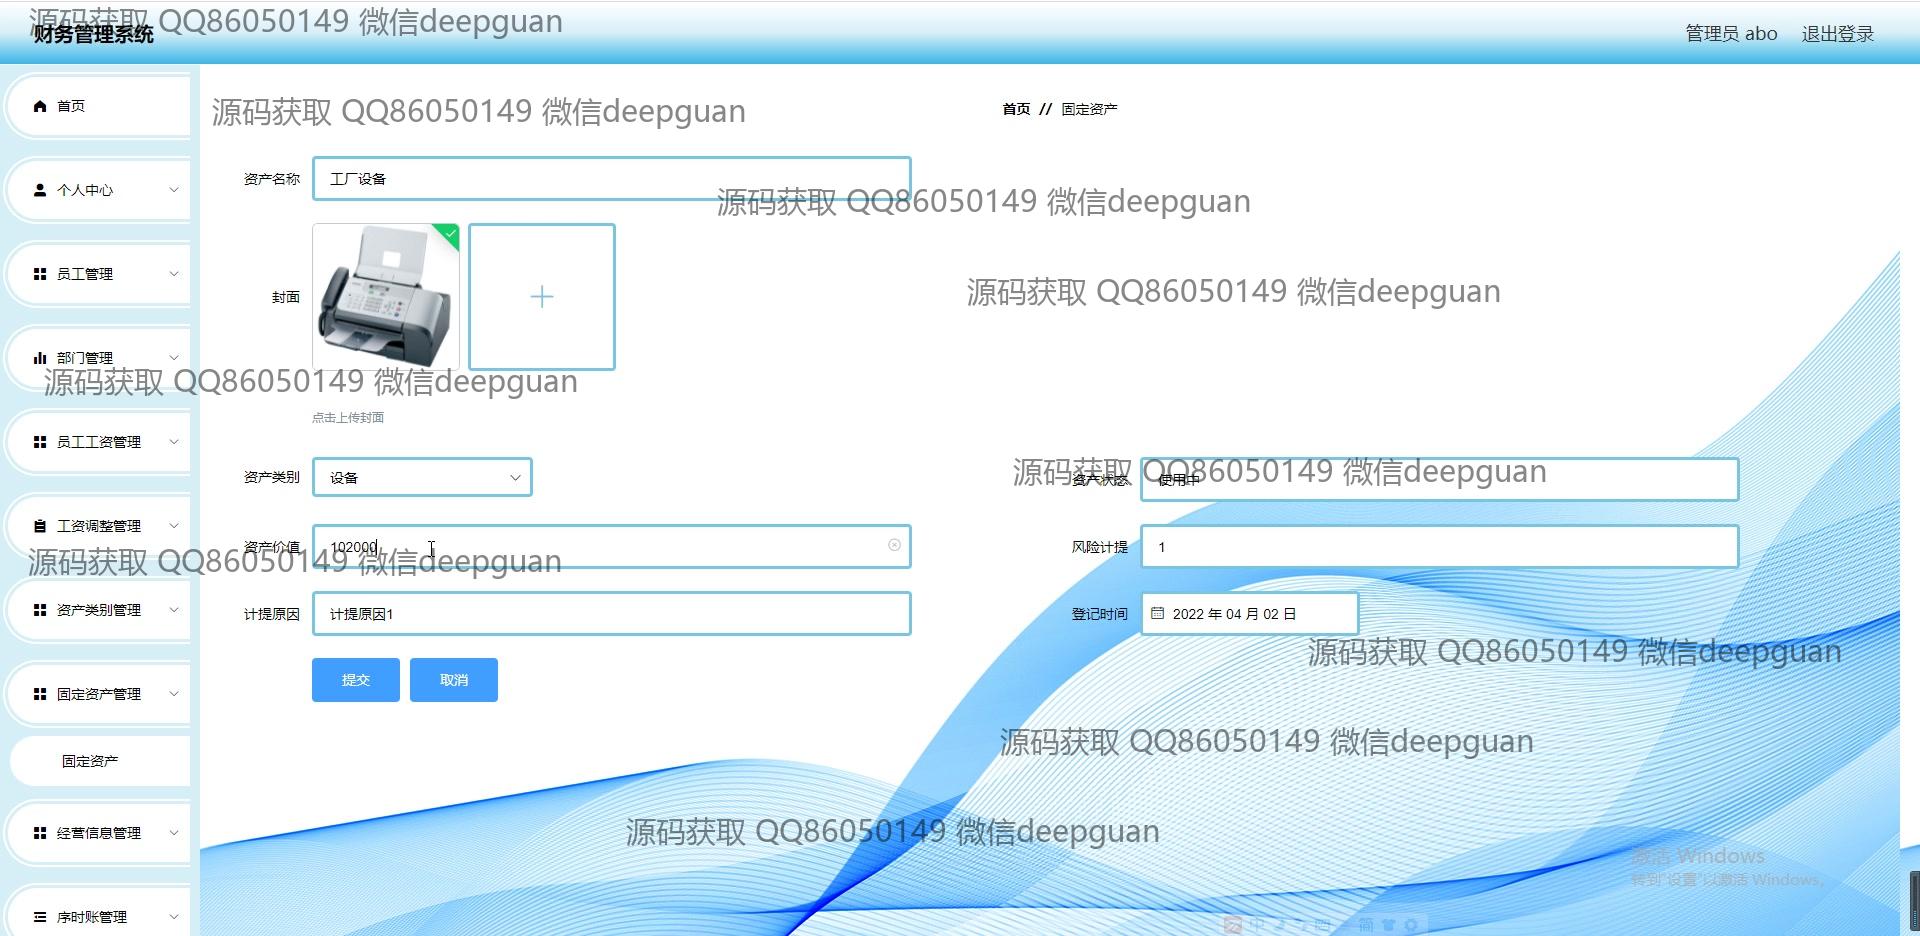 源码获取 QQ86050149 微信deepguan
财务管理系统
管理员 abo
退出登录
首页
源码获取 QQ86050149 微信deepguan
首页 // 固定资产
资产名称
工厂设备
个人中心
源码获取 QQ86050149 微信deepguan
员工管理
封面
源码获取 QQ86050149 微信deepguan
部门管理
源码获取 QQ86050149 微信deepguan
点击上传封面
员工工资管理
资产类别
设备
源码获取 QQ86050149 微信deepguan
资产状态
使用中
工资调整管理
资产价值
102000
风险计提
1
源码获取 QQ86050149 微信deepguan
资产类别管理
计提原因
计提原因1
登记时间
2022 年 04 月 02 日
源码获取 QQ86050149 微信deepguan
提交
取消
固定资产管理
源码获取 QQ86050149 微信deepguan
固定资产
经营信息管理
源码获取 QQ86050149 微信deepguan
激活 Windows
转到"设置"以激活 Windows。
序时账管理
中
简